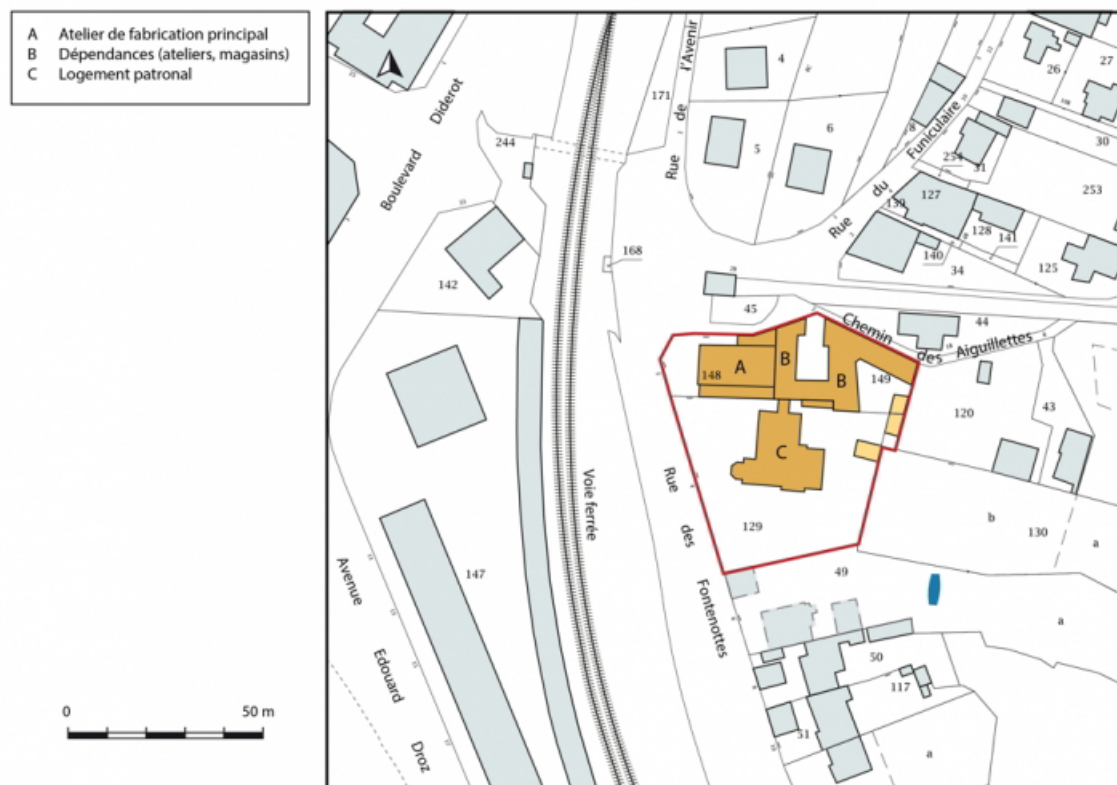 A Atelier de fabrication principal
B Dépendances (ateliers, magasins)
C Logement patronal
0 50 m
Boulevard Diderot
244
171
Rue de l'Avenir
4
5
6
8
Rue du Funiculaire
26
27
30
254
31
253
127
139
128
141
140
34
125
168
142
45
44
Chemin des Aiguillettes
148
A
B
B
149
120
43
C
Voie ferrée
Rue des Fontenottes
129
b
130
a
147
49
a
Avenue Edouard Droz
50
117
51
a